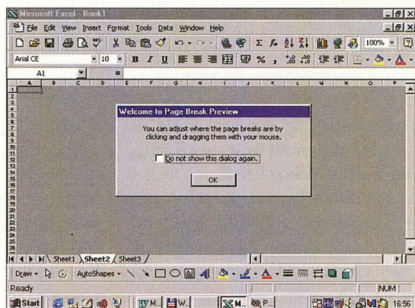 Microsoft Excel - Book1
File Edit View Insert Format Tools Data Window Help
100%
Arial CE 10 B I U
A1 =
Welcome to Page Break Preview
You can adjust where the page breaks are by
clicking and dragging them with your mouse.
Do not show this dialog again.
OK
Sheet1 Sheet2 Sheet3
Draw AutoShapes
Ready NUM
Start M... W... M... P... 16:56